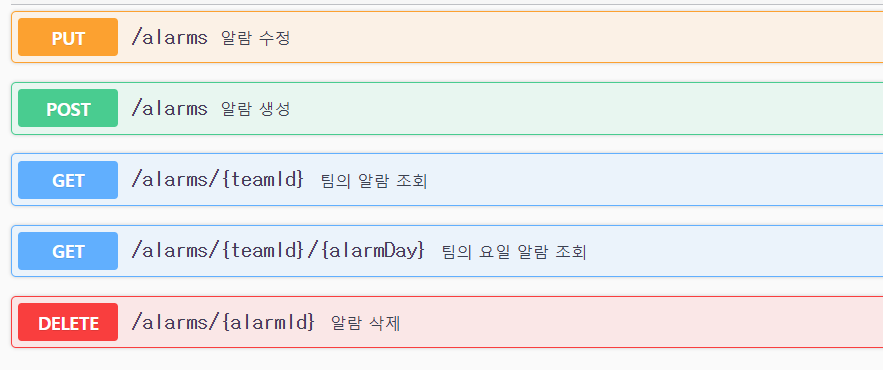 PUT /alarms 알람 수정
POST /alarms 알람 생성
GET /alarms/{teamId} 팀의 알람 조회
GET /alarms/{teamId}/{alarmDay} 팀의 요일 알람 조회
DELETE /alarms/{alarmId} 알람 삭제